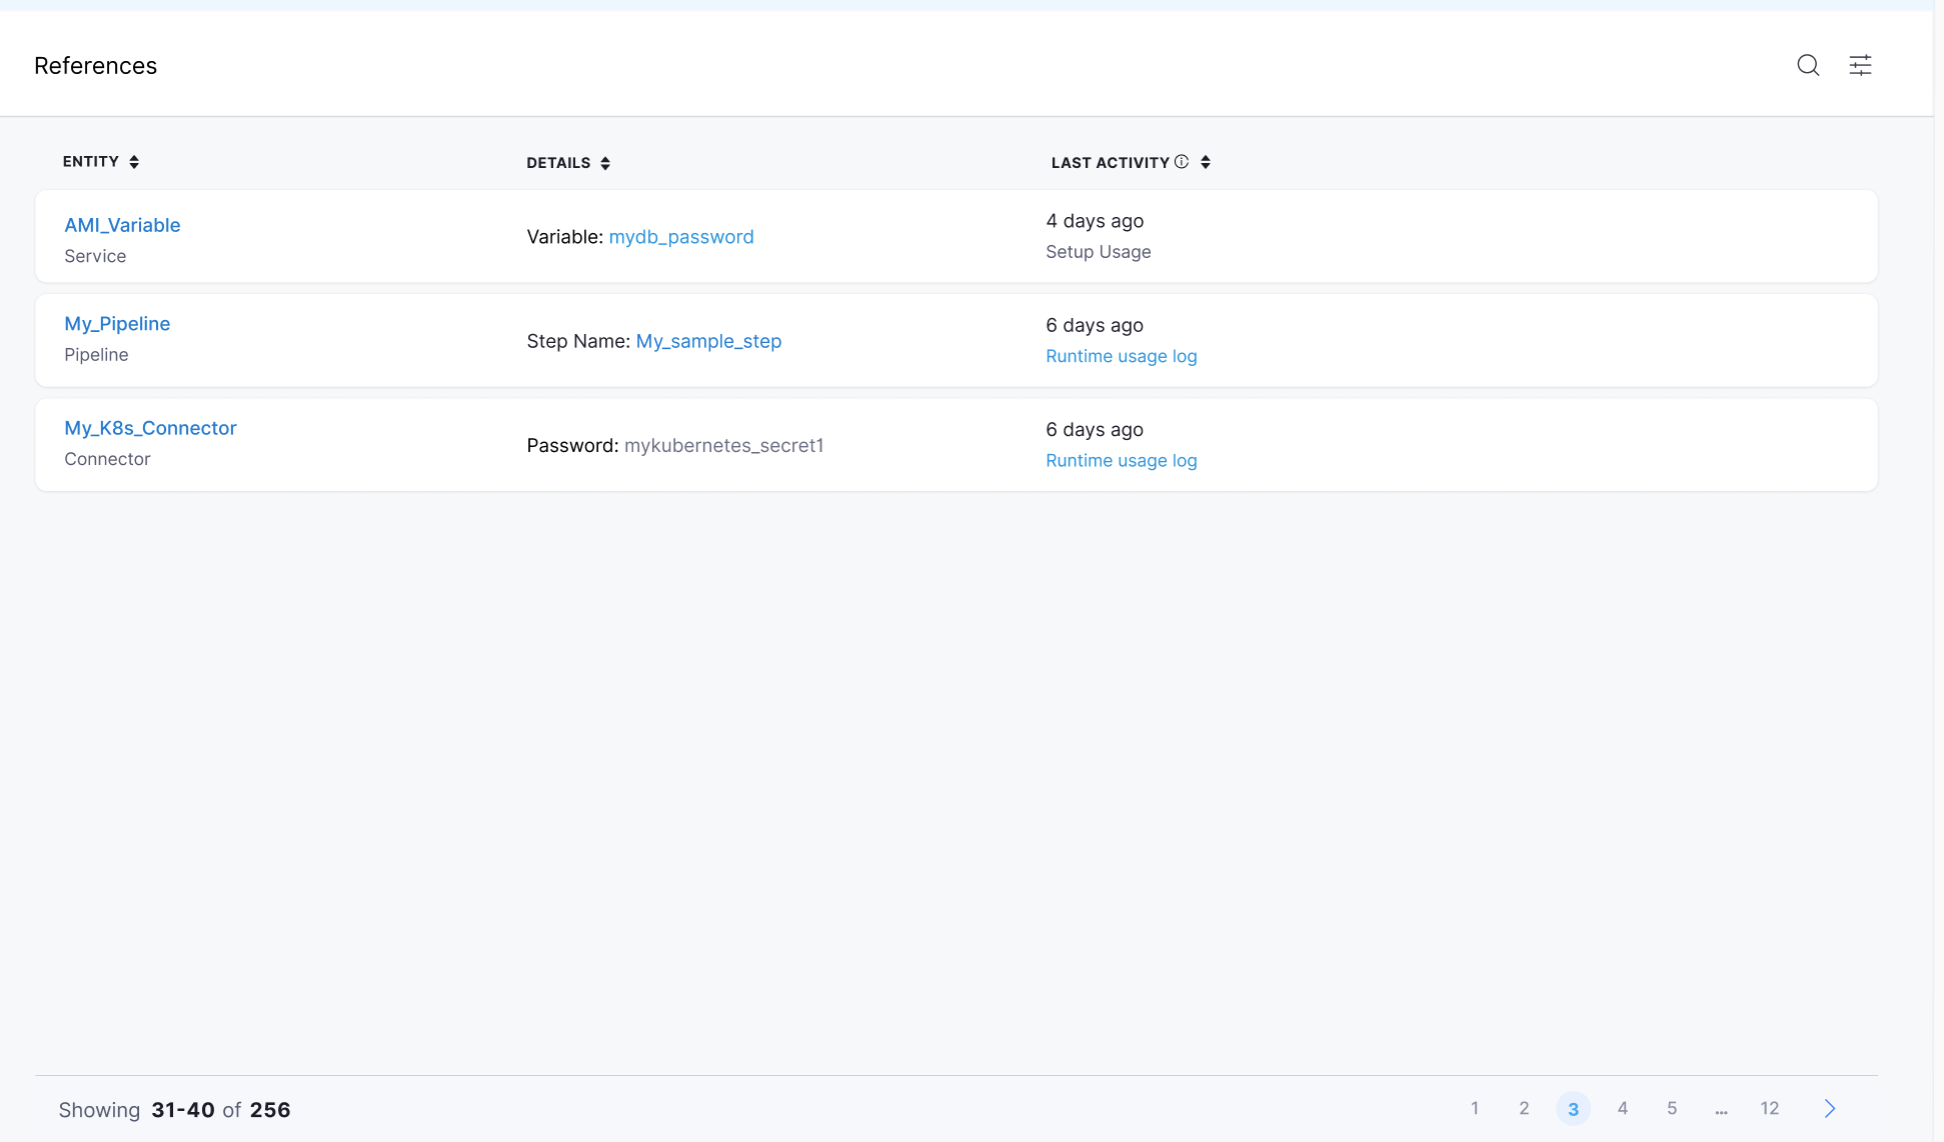 References
ENTITY DETAILS LAST ACTIVITY
AMI_Variable
Service
Variable: mydb_password
4 days ago
Setup Usage
My_Pipeline
Pipeline
Step Name: My_sample_step
6 days ago
Runtime usage log
My_K8s_Connector
Connector
Password: mykubernetes_secret1
6 days ago
Runtime usage log
Showing 31-40 of 256
1 2 3 4 5 ... 12